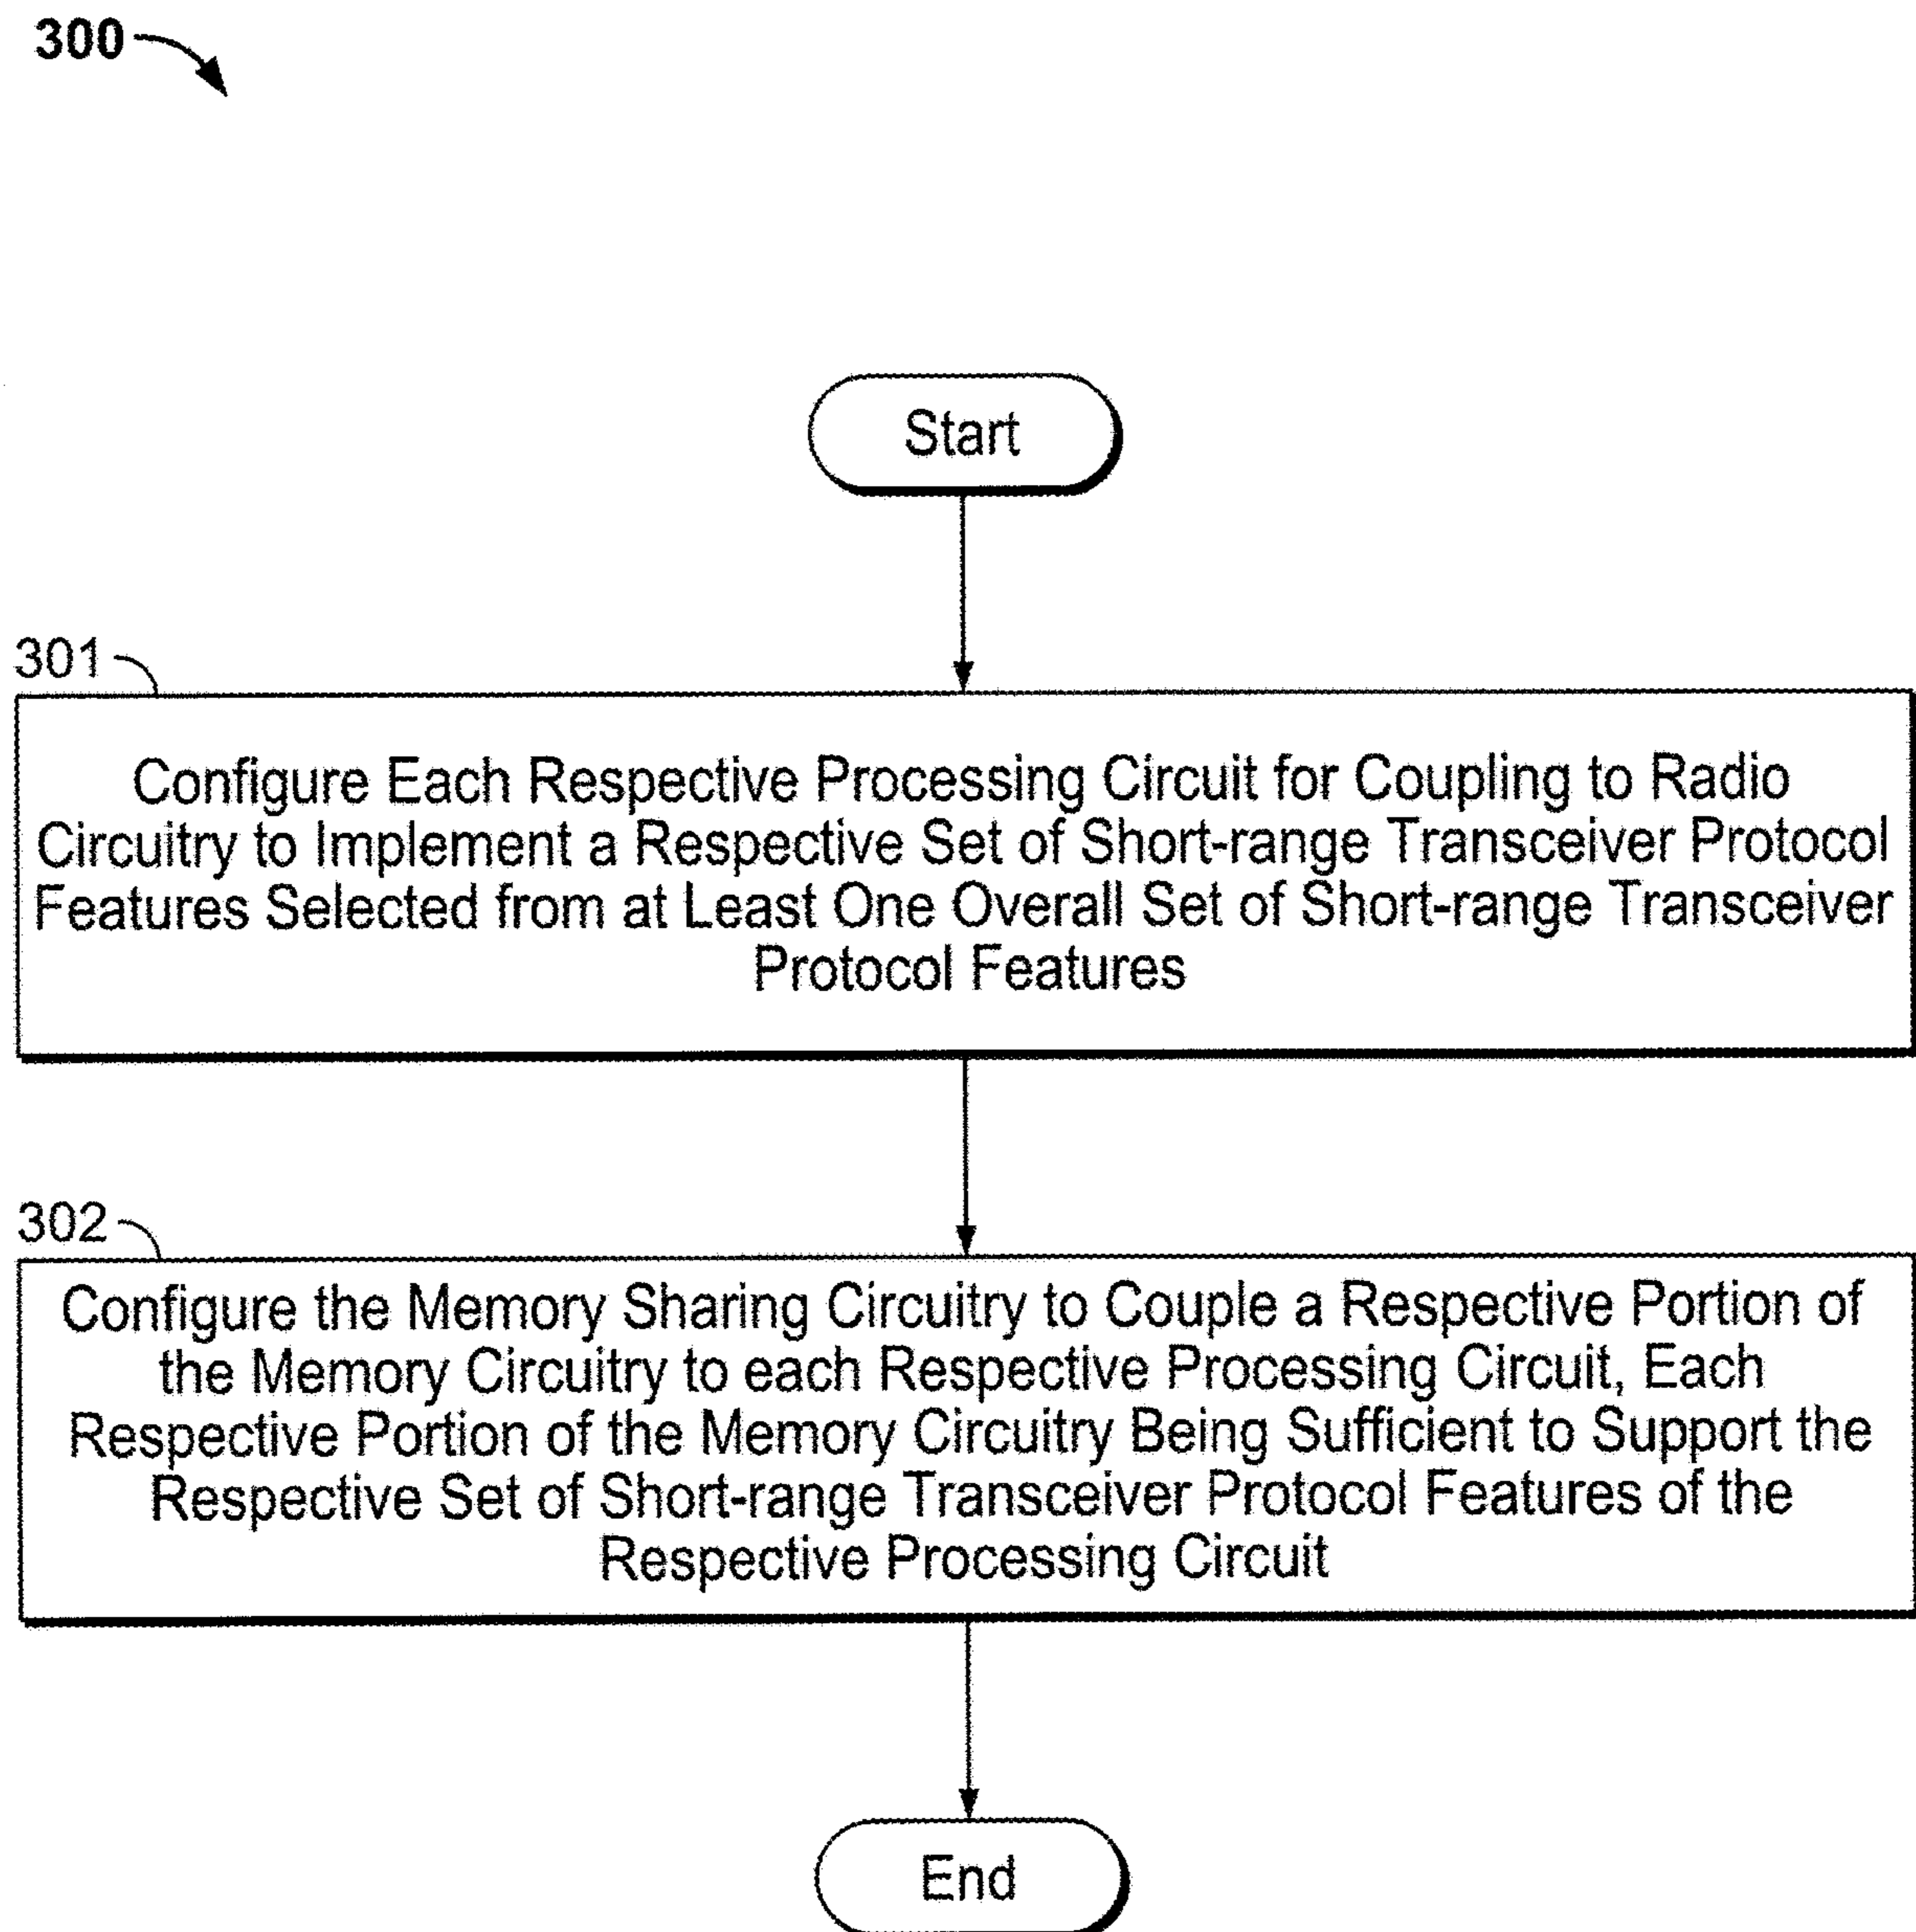 300
Start
301
Configure Each Respective Processing Circuit for Coupling to Radio
Circuitry to Implement a Respective Set of Short-range Transceiver Protocol
Features Selected from at Least One Overall Set of Short-range Transceiver
Protocol Features
302
Configure the Memory Sharing Circuitry to Couple a Respective Portion of
the Memory Circuitry to each Respective Processing Circuit, Each
Respective Portion of the Memory Circuitry Being Sufficient to Support the
Respective Set of Short-range Transceiver Protocol Features of the
Respective Processing Circuit
End